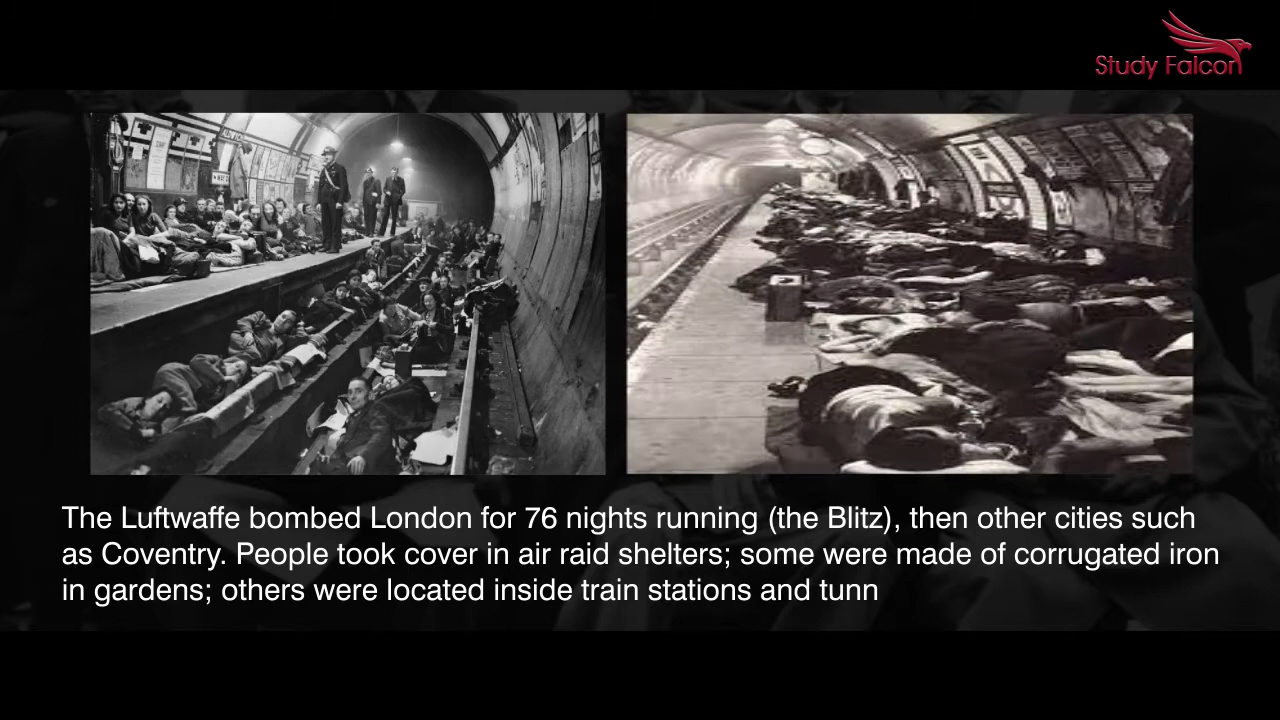 Study Falcon
ALDWYCH
The Luftwaffe bombed London for 76 nights running (the Blitz), then other cities such
as Coventry. People took cover in air raid shelters; some were made of corrugated iron
in gardens; others were located inside train stations and tunn